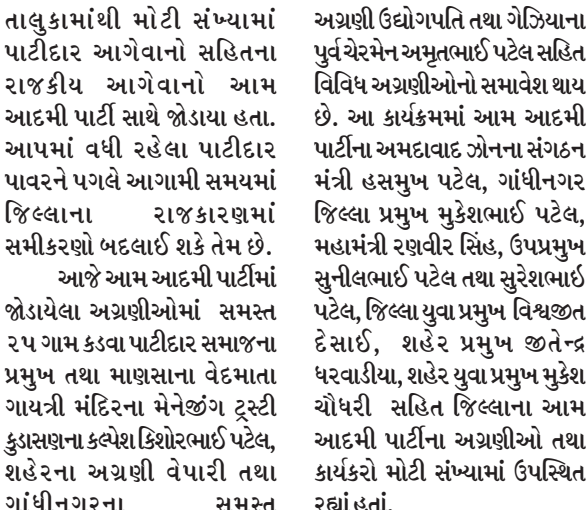 તાલુકામાંથી મોટી સંખ્યામાં
પાટીદાર આગેવાનો સહિતના
રાજકીય આગેવાનો આમ
આદમી પાર્ટી સાથે જોડાયા હતા.
આપમાં વધી રહેલા પાટીદાર
પાવરને પગલે આગામી સમયમાં
જિલ્લાના રાજકારણમાં
સમીકરણો બદલાઈ શકે તેમ છે.
આજે આમ આદમી પાર્ટીમાં
જોડાયેલા અગ્રણીઓમાં સમસ્ત
૨૫ ગામ કડવા પાટીદાર સમાજના
પ્રમુખ તથા માણસાના વેદમાતા
ગાયત્રી મંદિરના મેનેજીંગ ટ્રસ્ટી
કુડાસણના કલ્પેશ કિશોરભાઈ પટેલ,
શહેરના અગ્રણી વેપારી તથા
ગાંધીનગરના સમસ્ત
અગ્રણી ઉદ્યોગપતિ તથા ગેઝિયાના
પુર્વ ચેરમેન અમૃતભાઈ પટેલ સહિત
વિવિધ અગ્રણીઓનો સમાવેશ થાય
છે. આ કાર્યક્રમમાં આમ આદમી
પાર્ટીના અમદાવાદ ઝોનના સંગઠન
મંત્રી હસમુખ પટેલ, ગાંધીનગર
જિલ્લા પ્રમુખ મુકેશભાઈ પટેલ,
મહામંત્રી રણવીર સિંહ, ઉપપ્રમુખ
સુનીલભાઈ પટેલ તથા સુરેશભાઇ
પટેલ, જિલ્લા યુવા પ્રમુખ વિશ્વજીત
દેસાઈ, શહેર પ્રમુખ જીતેન્દ્ર
ધરવાડીયા, શહેર યુવા પ્રમુખ મુકેશ
ચૌધરી સહિત જિલ્લાના આમ
આદમી પાર્ટીના અગ્રણીઓ તથા
કાર્યકરો મોટી સંખ્યામાં ઉપસ્થિત
રહ્યાં હતાં.